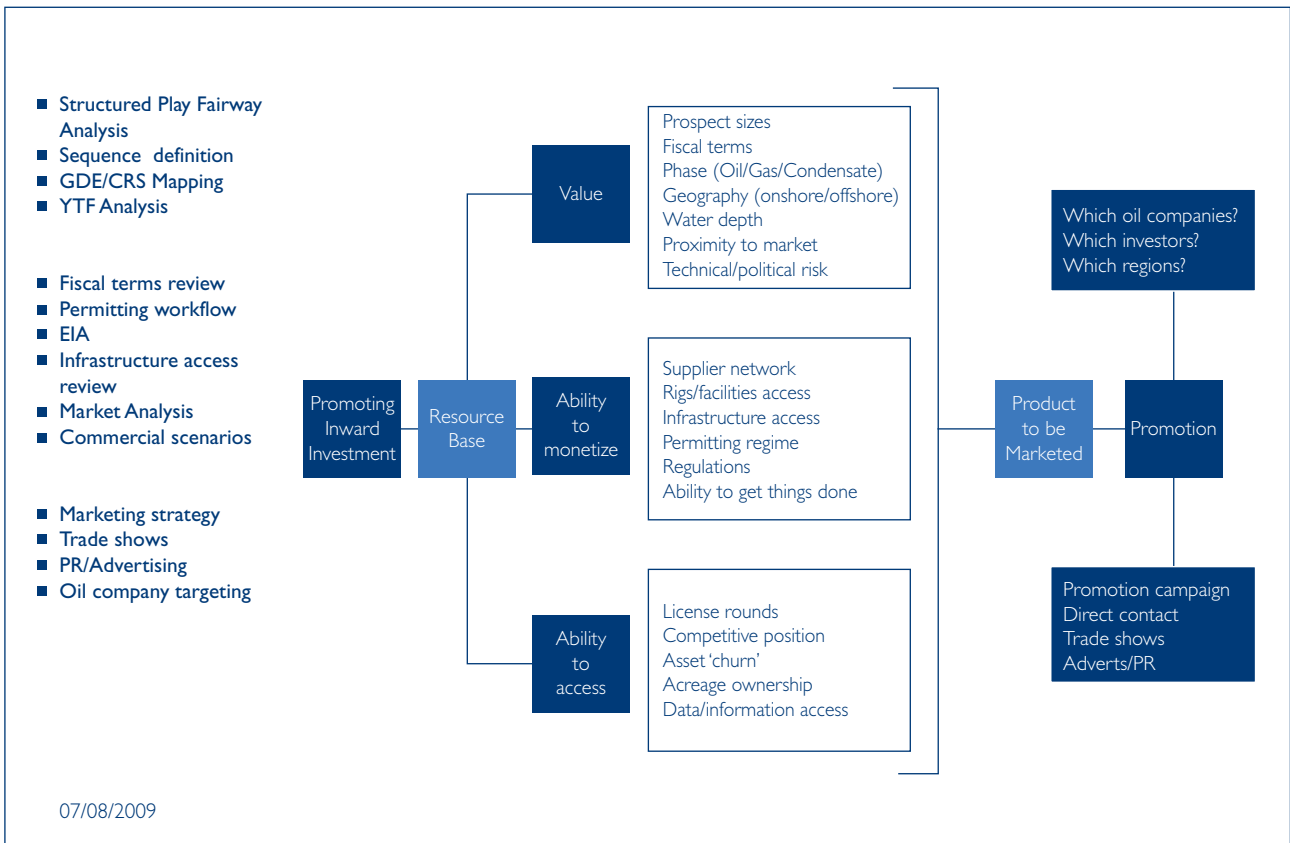 Structured Play Fairway
Analysis
Sequence definition
GDE/CRS Mapping
YTF Analysis
Fiscal terms review
Permitting workflow
EIA
Infrastructure access
review
Market Analysis
Commercial scenarios
Marketing strategy
Trade shows
PR/Advertising
Oil company targeting
Promoting
Inward
Investment
Resource
Base
Value
Prospect sizes
Fiscal terms
Phase (Oil/Gas/Condensate)
Geography (onshore/offshore)
Water depth
Proximity to market
Technical/political risk
Ability
to
monetize
Supplier network
Rigs/facilities access
Infrastructure access
Permitting regime
Regulations
Ability to get things done
Ability
to
access
License rounds
Competitive position
Asset ‘churn’
Acreage ownership
Data/information access
Product
to be
Marketed
Promotion
Which oil companies?
Which investors?
Which regions?
Promotion campaign
Direct contact
Trade shows
Adverts/PR
07/08/2009